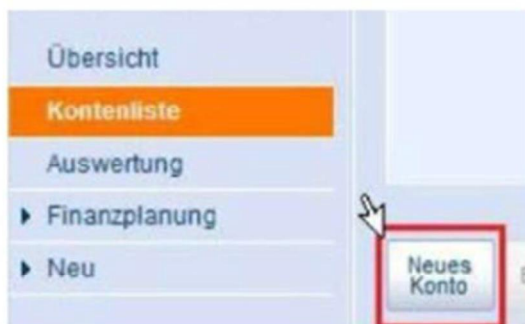 Übersicht
Kontenliste
Auswertung
Finanzplanung
Neu
Neues
Konto